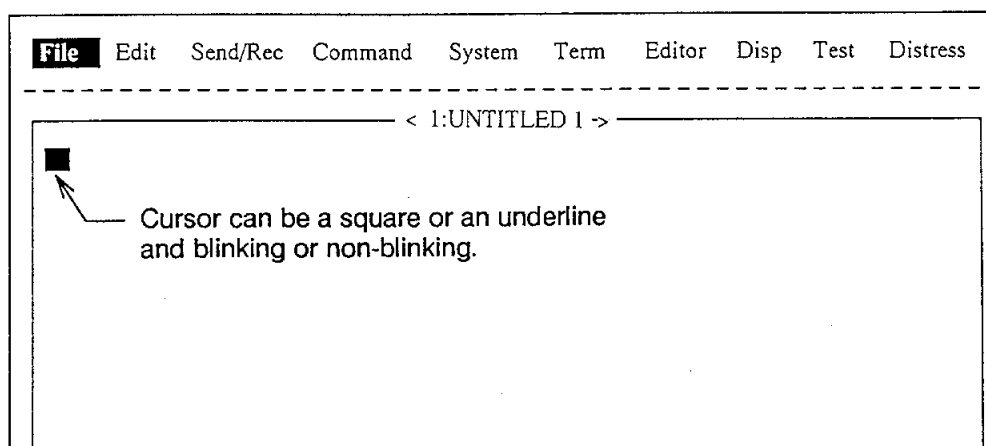 File Edit Send/Rec Command System Term Editor Disp Test Distress
< 1:UNTITLED 1 ->
Cursor can be a square or an underline
and blinking or non-blinking.